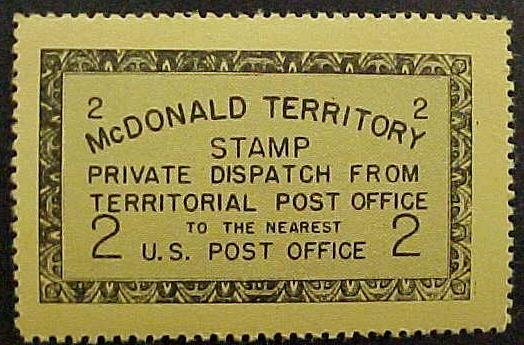 2 2
McDONALD TERRITORY
STAMP
PRIVATE DISPATCH FROM
TERRITORIAL POST OFFICE
TO THE NEAREST
2 U.S. POST OFFICE 2